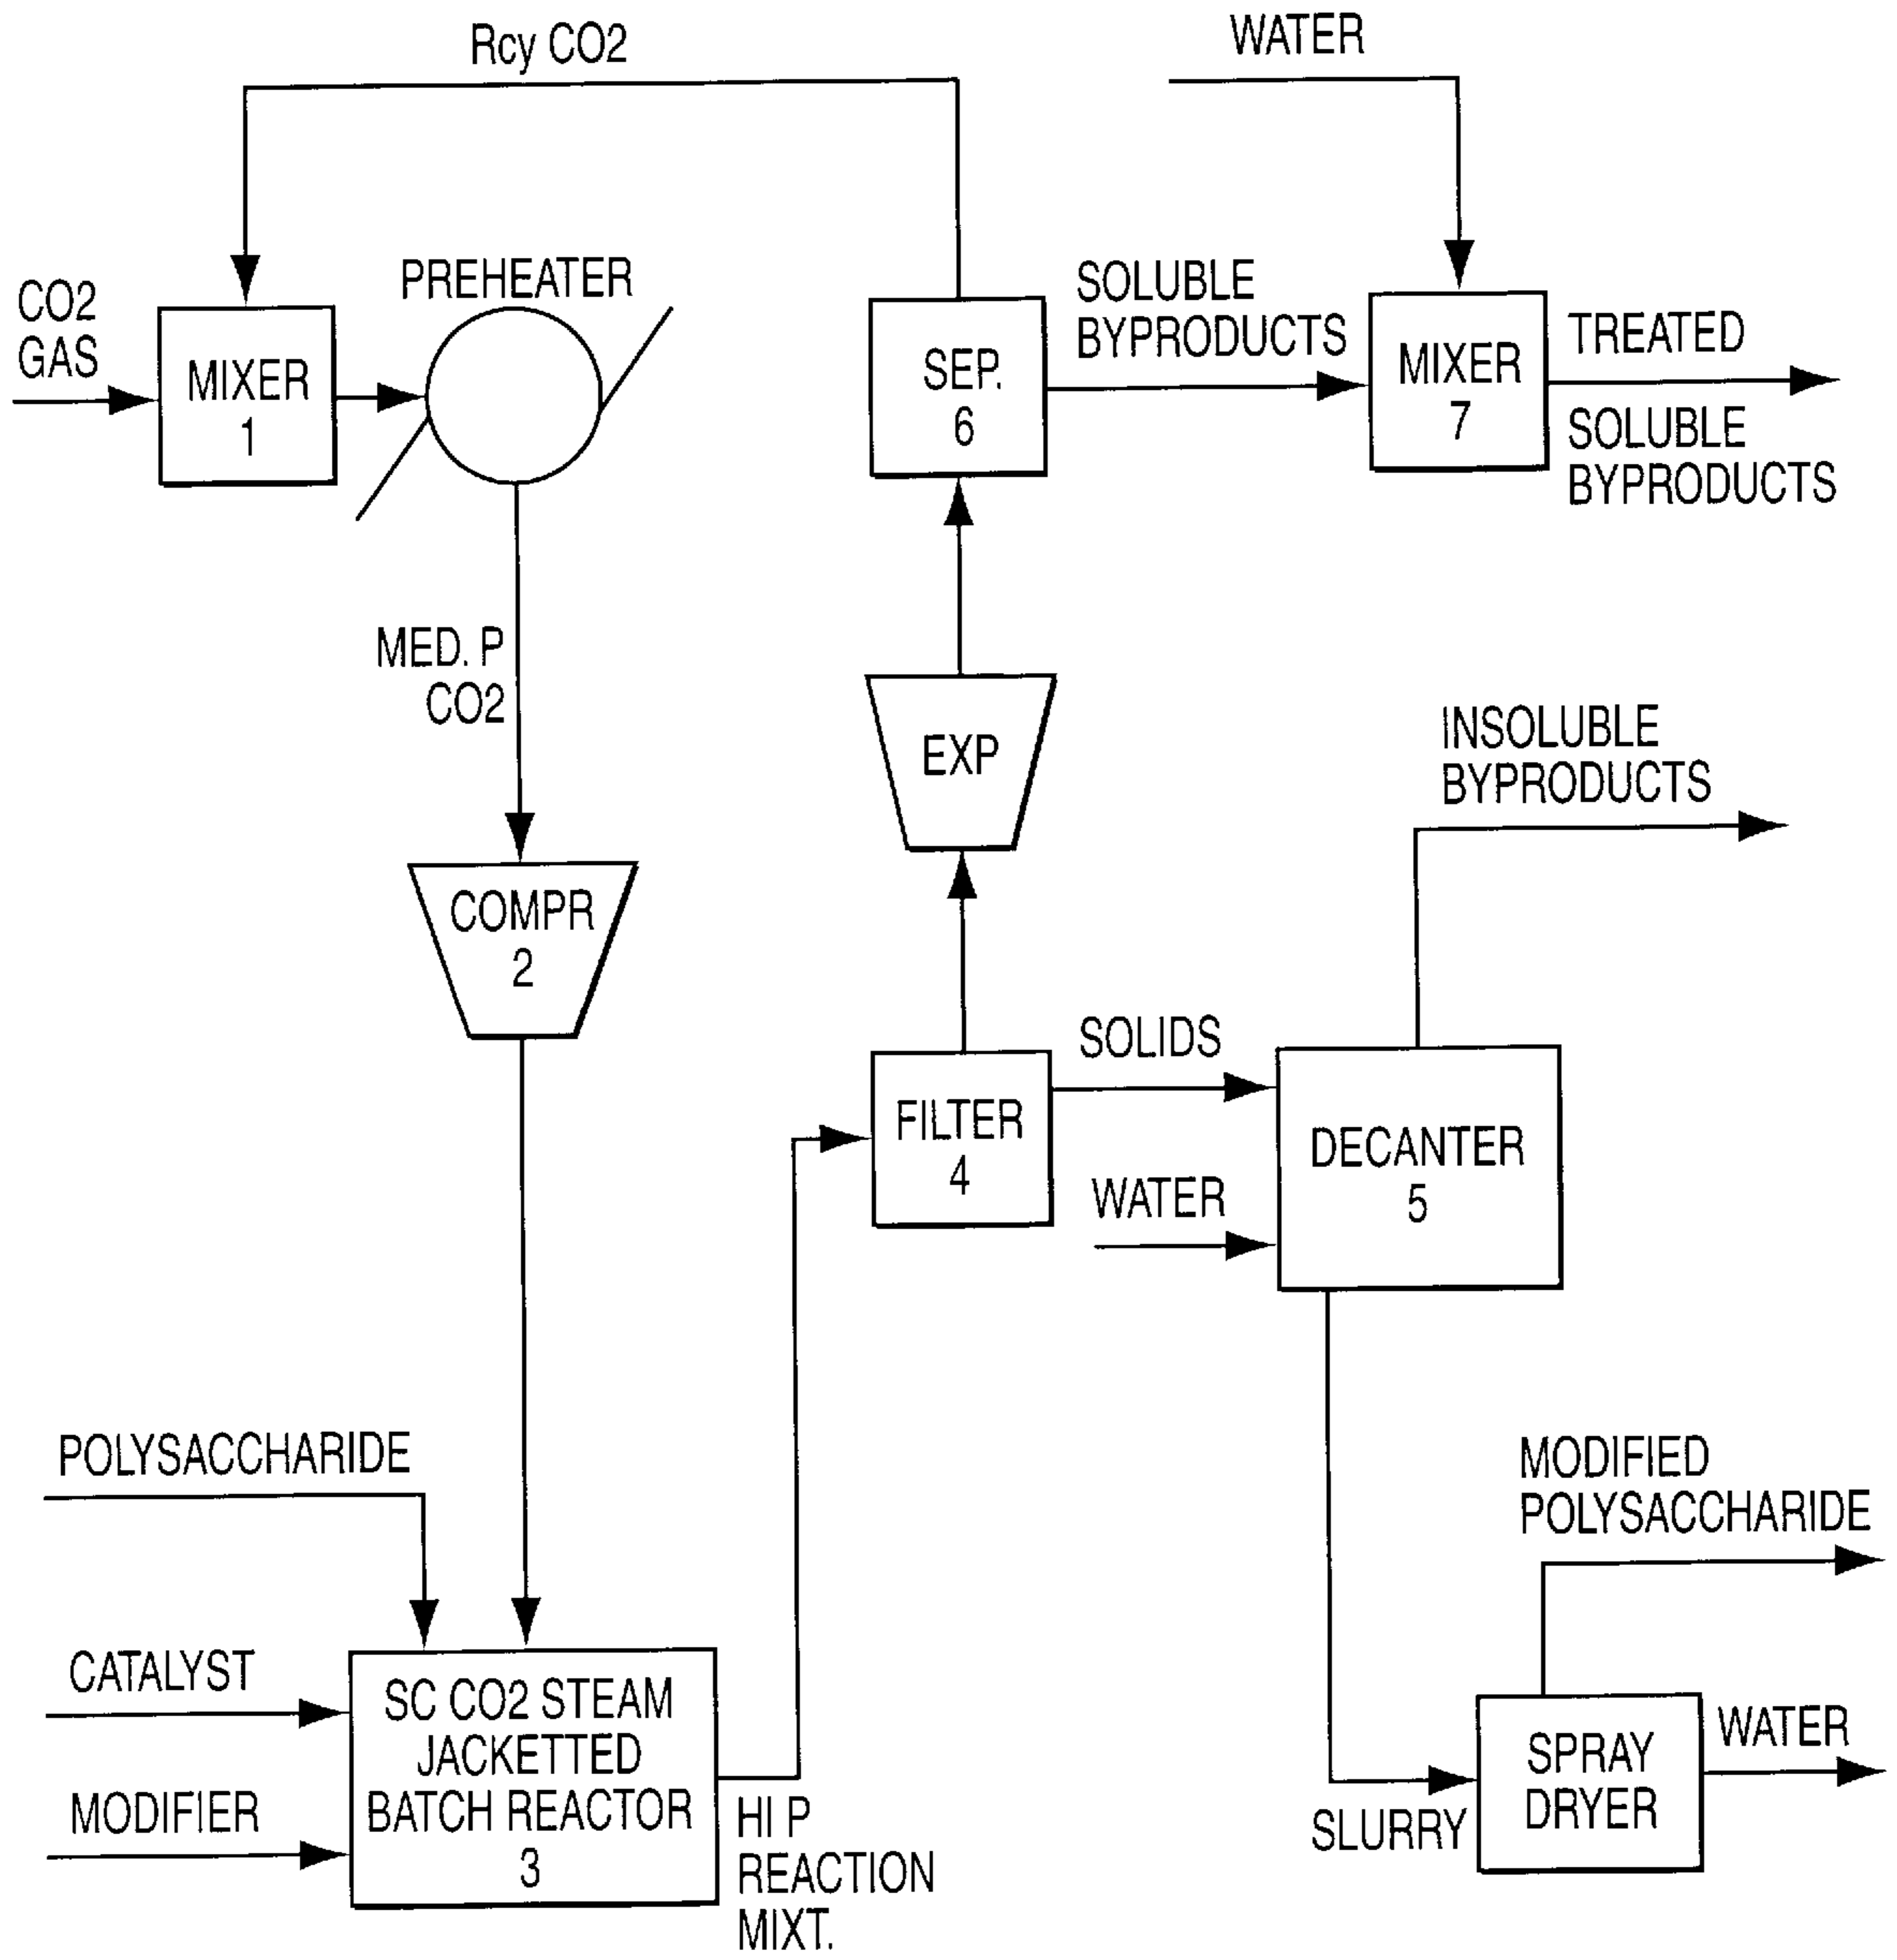 Rcy CO2
WATER
CO2
GAS
MIXER
1
PREHEATER
SEP.
6
SOLUBLE
BYPRODUCTS
MIXER
7
TREATED
SOLUBLE
BYPRODUCTS
MED. P
CO2
EXP
INSOLUBLE
BYPRODUCTS
COMPR
2
FILTER
4
SOLIDS
WATER
DECANTER
5
POLYSACCHARIDE
CATALYST
MODIFIER
SC CO2 STEAM
JACKETTED
BATCH REACTOR
3
HI P
REACTION
MIXT.
MODIFIED
POLYSACCHARIDE
SLURRY
SPRAY
DRYER
WATER